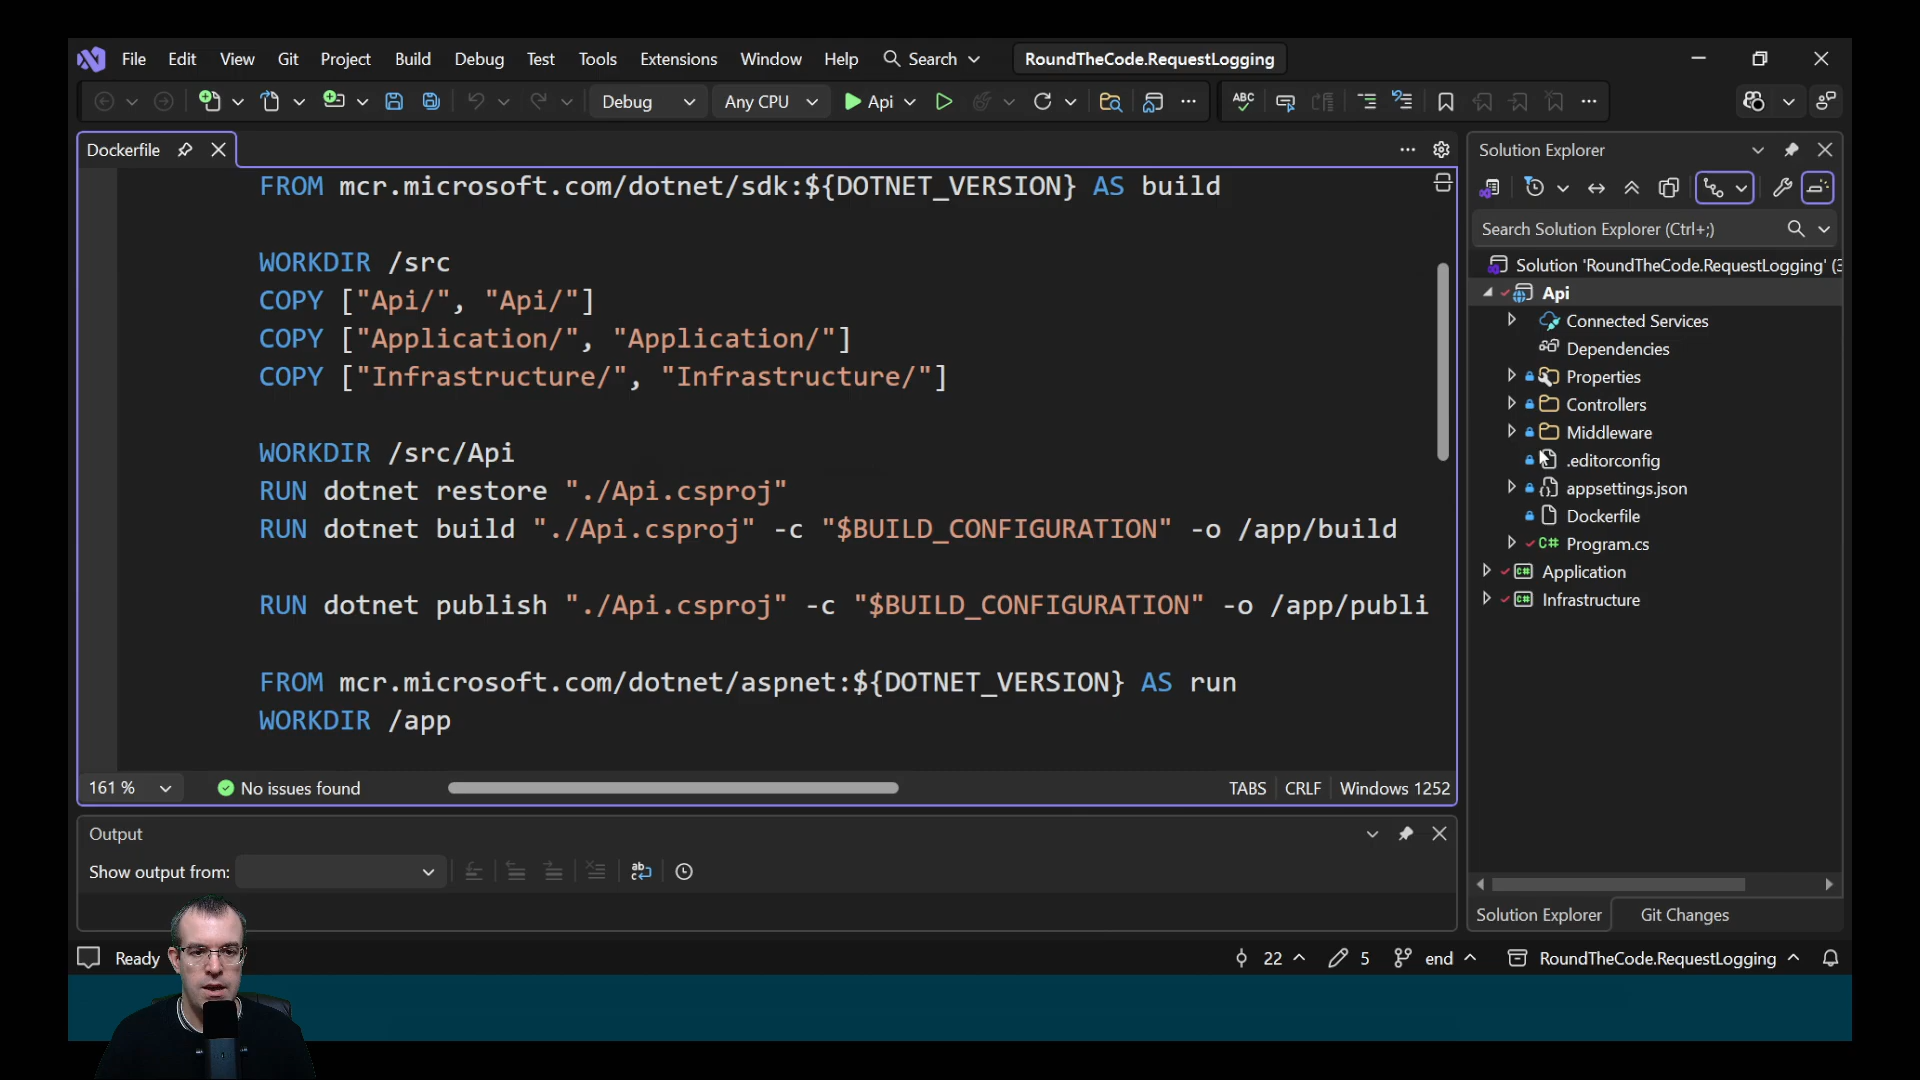 File Edit View Git Project Build Debug Test Tools Extensions Window Help Search RoundTheCode.RequestLogging
Debug Any CPU Api
Dockerfile
FROM mcr.microsoft.com/dotnet/sdk:${DOTNET_VERSION} AS build
WORKDIR /src
COPY ["Api/", "Api/"]
COPY ["Application/", "Application/"]
COPY ["Infrastructure/", "Infrastructure/"]
WORKDIR /src/Api
RUN dotnet restore "./Api.csproj"
RUN dotnet build "./Api.csproj" -c "$BUILD_CONFIGURATION" -o /app/build
RUN dotnet publish "./Api.csproj" -c "$BUILD_CONFIGURATION" -o /app/publi
FROM mcr.microsoft.com/dotnet/aspnet:${DOTNET_VERSION} AS run
WORKDIR /app
161 % No issues found TABS CRLF Windows 1252
Output
Show output from:
Solution Explorer
Search Solution Explorer (Ctrl+;)
Solution 'RoundTheCode.RequestLogging' (3
Api
Connected Services
Dependencies
Properties
Controllers
Middleware
.editorconfig
appsettings.json
Dockerfile
Program.cs
Application
Infrastructure
Solution Explorer Git Changes
Ready 22 5 end RoundTheCode.RequestLogging